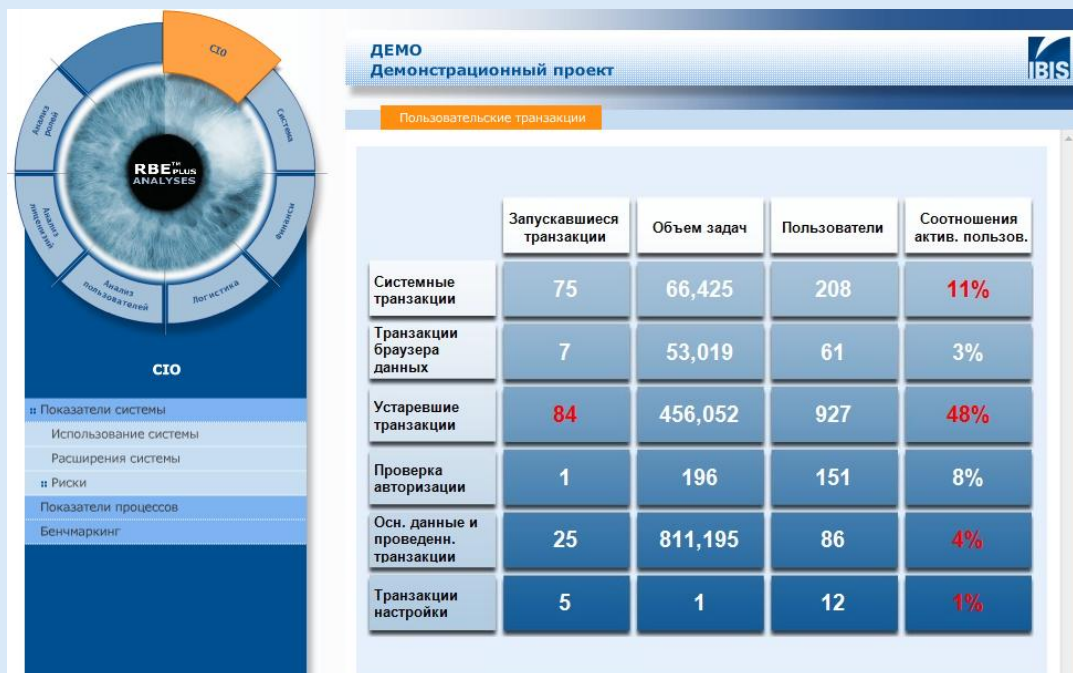 CIO
Система
Финансы
Логистика
Анализ
пользователей
Анализ
лицензий
Анализ
ролей
RBE™ PLUS
ANALYSES
CIO
Показатели системы
Использование системы
Расширения системы
Риски
Показатели процессов
Бенчмаркинг
ДЕМО
Демонстрационный проект
IBIS
Пользовательские транзакции
Запускавшиеся транзакции Объем задач Пользователи Соотношения актив. пользов.
Системные транзакции 75 66,425 208 11%
Транзакции браузера данных 7 53,019 61 3%
Устаревшие транзакции 84 456,052 927 48%
Проверка авторизации 1 196 151 8%
Осн. данные и проведенн. транзакции 25 811,195 86 4%
Транзакции настройки 5 1 12 1%